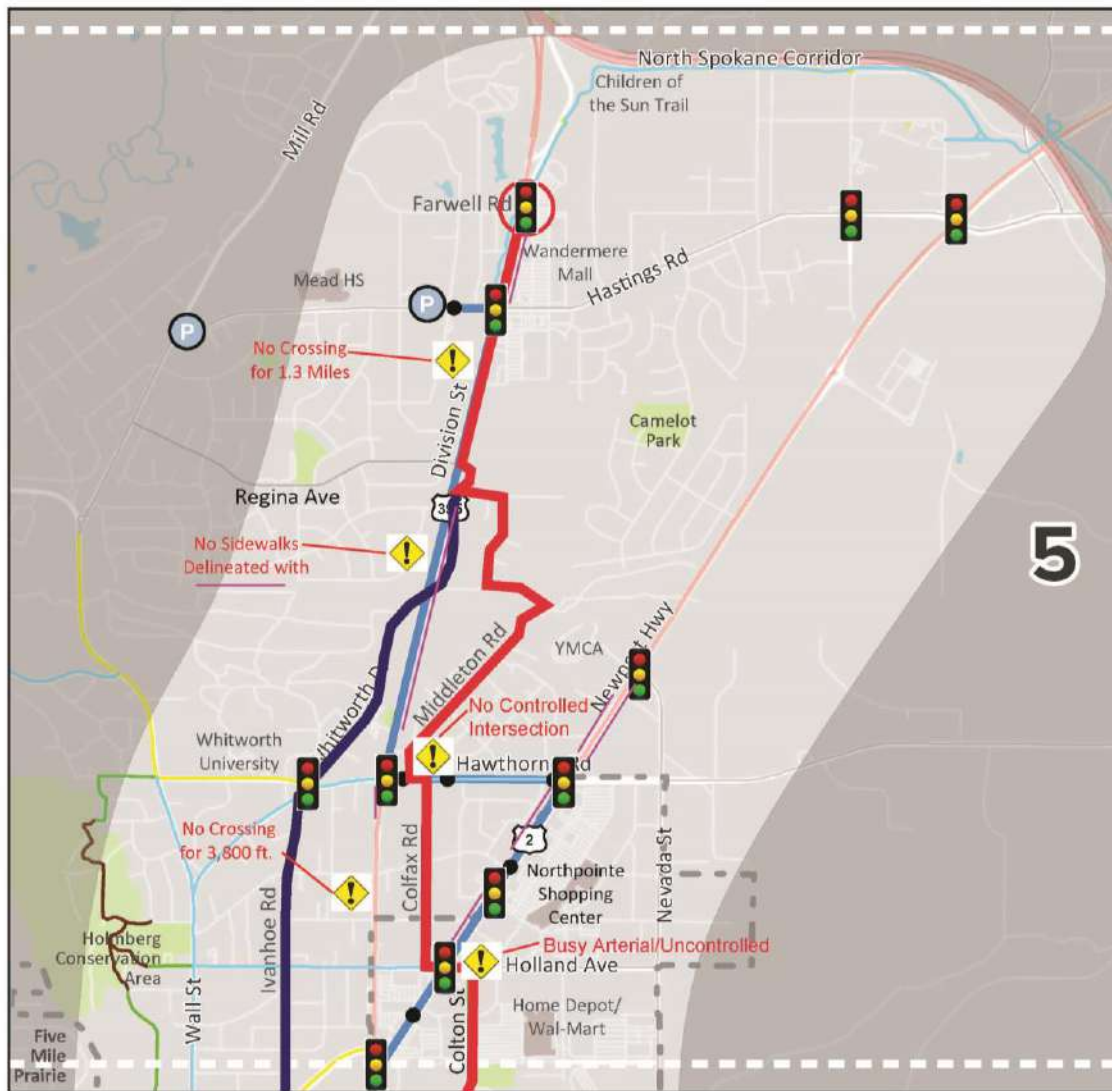 North Spokane Corridor
Children of
the Sun Trail
Mill Rd
Farwell Rd
Wandermere
Mall
Hastings Rd
Mead HS
P
P
No Crossing
for 1.3 Miles
!
Division St
Camelot
Park
Regina Ave
395
No Sidewalks
Delineated with
!
5
Middleton Rd
YMCA
Newport Hwy
No Controlled
Intersection
!
Whitworth
University
Hawthorne Rd
No Crossing
for 3,800 ft.
!
Colfax Rd
2
Northpointe
Shopping
Center
Nevada St
Ivanhoe Rd
Busy Arterial/Uncontrolled
!
Holland Ave
Holmberg
Conservation
Area
Wall St
Colton St
Home Depot/
Wal-Mart
Five
Mile
Prairie